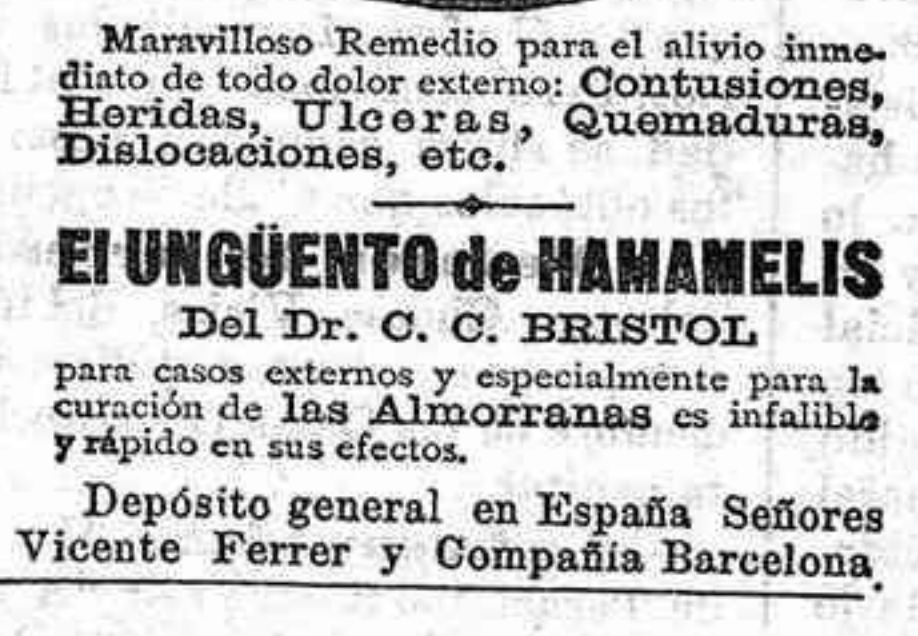 Maravilloso Remedio para el alivio inme-
diato de todo dolor externo: Contusiones,
Heridas, Ulceras, Quemaduras,
Dislocaciones, etc.
El UNGÜENTO de HAMAMELIS
Del Dr. C. C. BRISTOL
para casos externos y especialmente para la
curación de las Almorranas es infalible
y rápido en sus efectos.
Depósito general en España Señores
Vicente Ferrer y Compañía Barcelona.